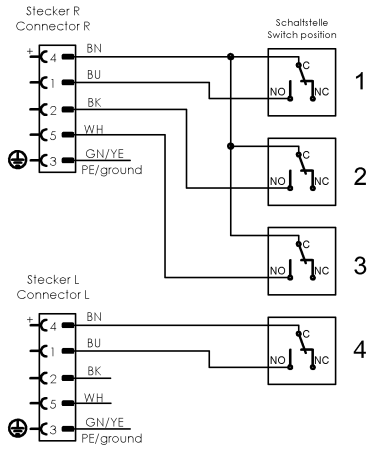 Stecker R
Connector R
Schaltstelle
Switch position
+
4 BN
1 BU
2 BK
5 WH
3 GN/YE
PE/ground
C
NO NC
1
C
NO NC
2
C
NO NC
3
Stecker L
Connector L
+
4 BN
1 BU
2 BK
5 WH
3 GN/YE
PE/ground
C
NO NC
4